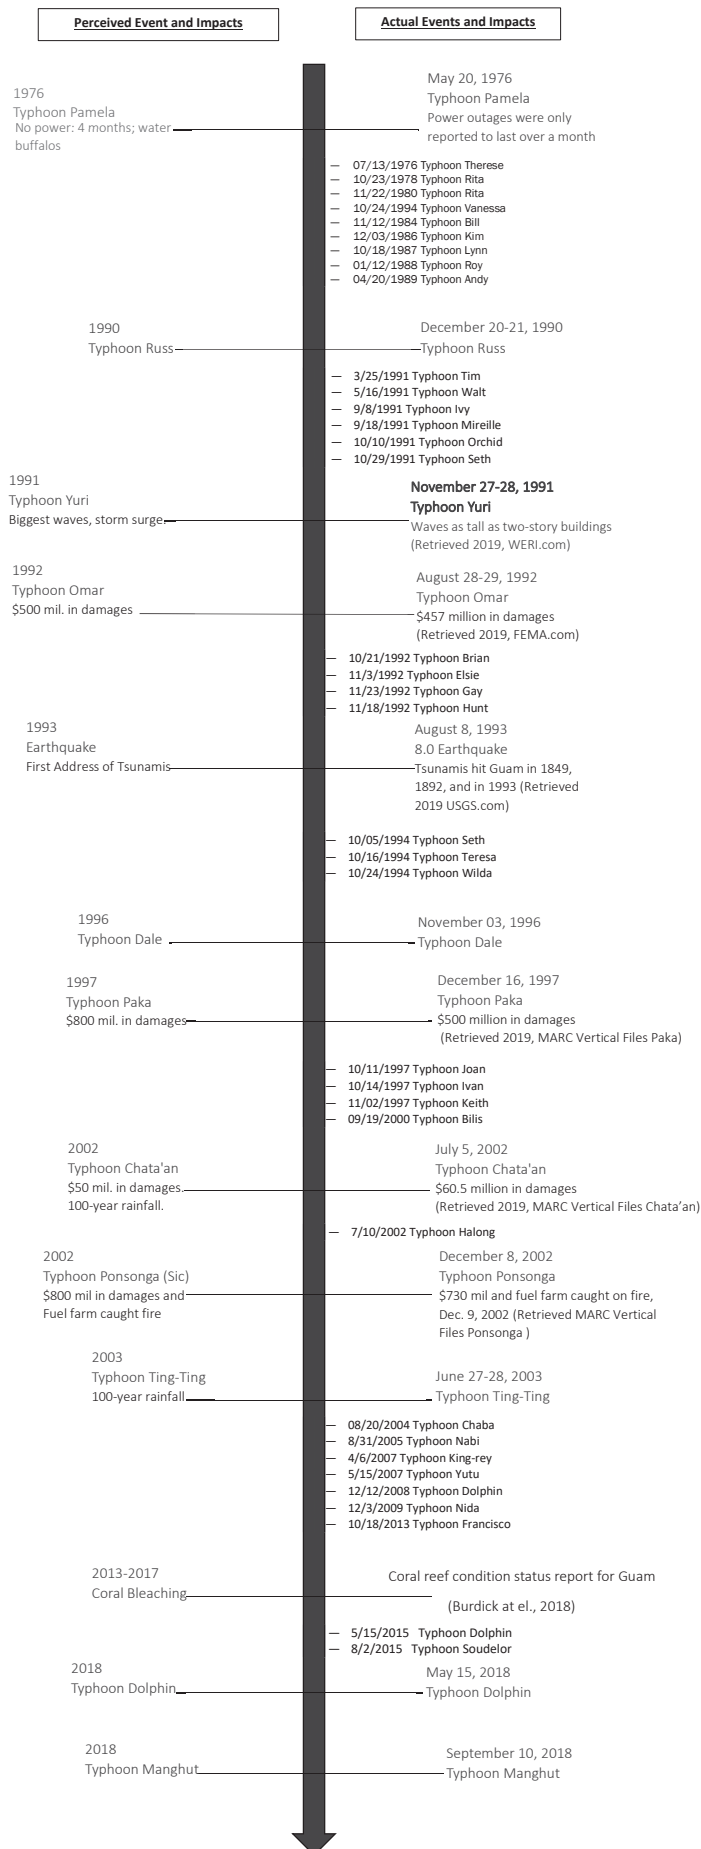 Perceived Event and Impacts
Actual Events and Impacts
1976
Typhoon Pamela
No power: 4 months; water
buffalos
May 20, 1976
Typhoon Pamela
Power outages were only
reported to last over a month
07/13/1976 Typhoon Therese
10/23/1978 Typhoon Rita
11/22/1980 Typhoon Rita
10/24/1994 Typhoon Vanessa
11/12/1984 Typhoon Bill
12/03/1986 Typhoon Kim
10/18/1987 Typhoon Lynn
01/12/1988 Typhoon Roy
04/20/1989 Typhoon Andy
1990
Typhoon Russ
December 20-21, 1990
Typhoon Russ
3/25/1991 Typhoon Tim
5/16/1991 Typhoon Walt
9/8/1991 Typhoon Ivy
9/18/1991 Typhoon Mireille
10/10/1991 Typhoon Orchid
10/29/1991 Typhoon Seth
1991
Typhoon Yuri
Biggest waves, storm surge.
November 27-28, 1991
Typhoon Yuri
Waves as tall as two-story buildings
(Retrieved 2019, WERI.com)
1992
Typhoon Omar
$500 mil. in damages
August 28-29, 1992
Typhoon Omar
$457 million in damages
(Retrieved 2019, FEMA.com)
10/21/1992 Typhoon Brian
11/3/1992 Typhoon Elsie
11/23/1992 Typhoon Gay
11/18/1992 Typhoon Hunt
1993
Earthquake
First Address of Tsunamis
August 8, 1993
8.0 Earthquake
Tsunamis hit Guam in 1849,
1892, and in 1993 (Retrieved
2019 USGS.com)
10/05/1994 Typhoon Seth
10/16/1994 Typhoon Teresa
10/24/1994 Typhoon Wilda
1996
Typhoon Dale
November 03, 1996
Typhoon Dale
1997
Typhoon Paka
$800 mil. in damages
December 16, 1997
Typhoon Paka
$500 million in damages
(Retrieved 2019, MARC Vertical Files Paka)
10/11/1997 Typhoon Joan
10/14/1997 Typhoon Ivan
11/02/1997 Typhoon Keith
09/19/2000 Typhoon Bilis
2002
Typhoon Chata'an
$50 mil. in damages.
100-year rainfall.
July 5, 2002
Typhoon Chata'an
$60.5 million in damages
(Retrieved 2019, MARC Vertical Files Chata’an)
7/10/2002 Typhoon Halong
2002
Typhoon Ponsonga (Sic)
$800 mil in damages and
Fuel farm caught fire
December 8, 2002
Typhoon Ponsonga
$730 mil and fuel farm caught on fire,
Dec. 9, 2002 (Retrieved MARC Vertical
Files Ponsonga )
2003
Typhoon Ting-Ting
100-year rainfall
June 27-28, 2003
Typhoon Ting-Ting
08/20/2004 Typhoon Chaba
8/31/2005 Typhoon Nabi
4/6/2007 Typhoon King-rey
5/15/2007 Typhoon Yutu
12/12/2008 Typhoon Dolphin
12/3/2009 Typhoon Nida
10/18/2013 Typhoon Francisco
2013-2017
Coral Bleaching
Coral reef condition status report for Guam
(Burdick at el., 2018)
5/15/2015 Typhoon Dolphin
8/2/2015 Typhoon Soudelor
2018
Typhoon Dolphin
May 15, 2018
Typhoon Dolphin
2018
Typhoon Manghut
September 10, 2018
Typhoon Manghut